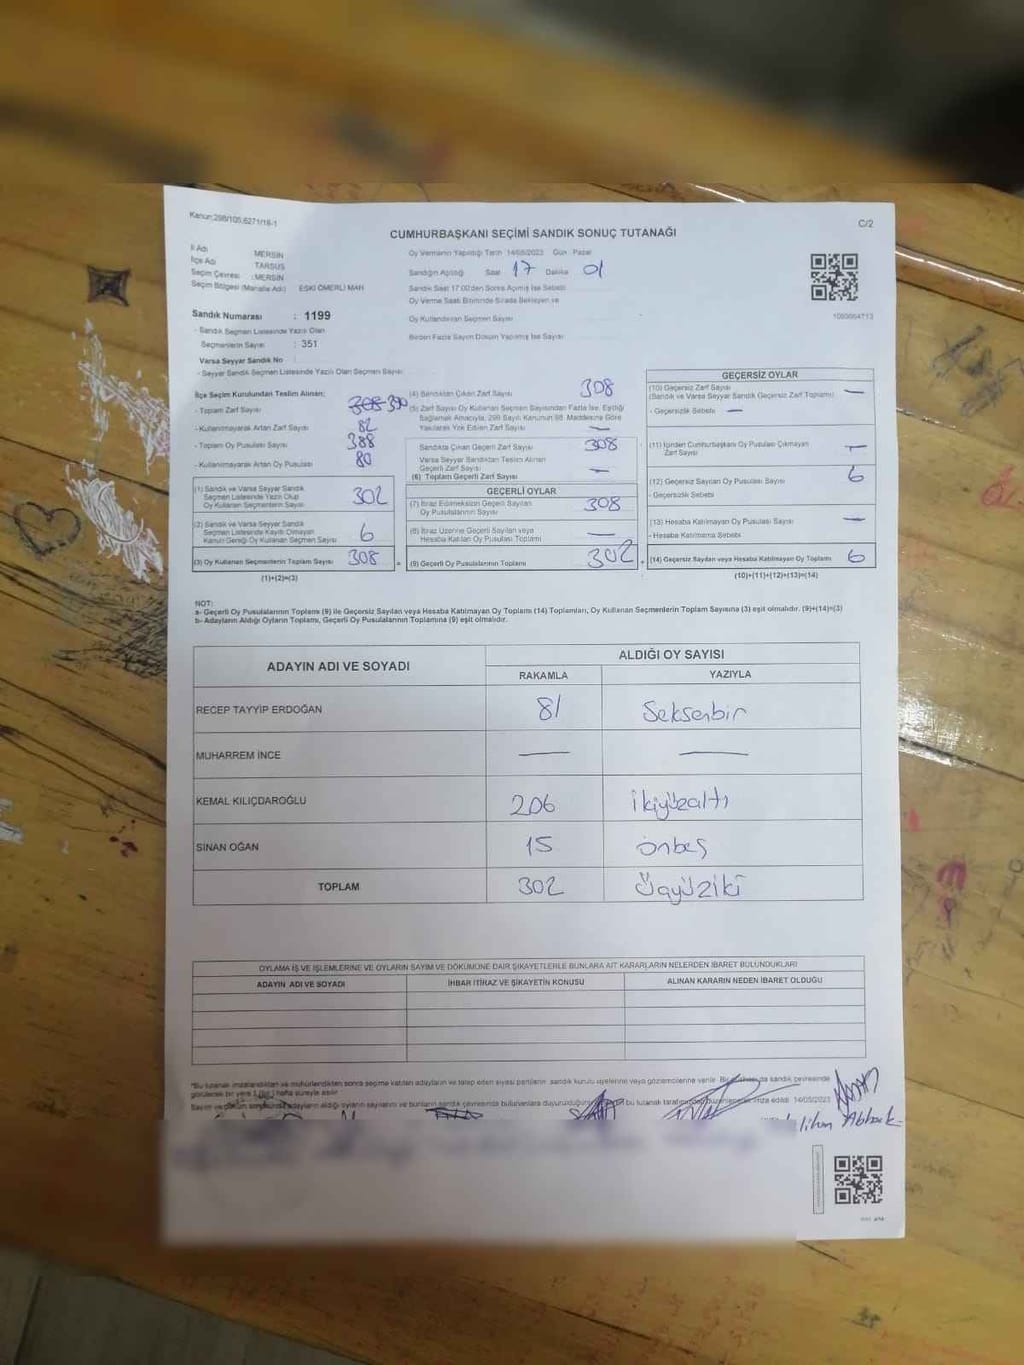 Kanun:298/105,6271/18-1
C/2
CUMHURBAŞKANI SEÇİMİ SANDIK SONUÇ TUTANAĞI
İl Adı MERSİN
İlçe Adı TARSUS
Seçim Çevresi : MERSİN
Seçim Bölgesi (Mahalle Adı) ESKİ ÖMERLİ MAH
Sandık Numarası : 1199
- Sandık Seçmen Listesinde Yazılı Olan
Seçmenlerin Sayısı : 351
Varsa Seyyar Sandık No
- Seyyar Sandık Seçmen Listesinde Yazılı Olan Seçmen Sayısı
Oy Vermenin Yapıldığı Tarih 14/05/2023 Gün Pazar
Sandığın Açıldığı Saat 17 Dakika 01
Sandık Saat 17.00'den Sonra Açılmış İse Sebebi
Oy Verme Saati Bitiminde Sırada Bekleyen ve
Oy Kullandırılan Seçmen Sayısı
Birden Fazla Sayım Döküm Yapılmış İse Sayısı
İlçe Seçim Kurulundan Teslim Alınan;
- Toplam Zarf Sayısı 390
- Kullanılmayarak Artan Zarf Sayısı 82
- Toplam Oy Pusulası Sayısı 388
- Kullanılmayarak Artan Oy Pusulası 80
(1) Sandık ve Varsa Seyyar Sandık
Seçmen Listesinde Yazılı Olup
Oy Kullanan Seçmenlerin Sayısı 302
(2) Sandık ve Varsa Seyyar Sandık
Seçmen Listesinde Kayıtlı Olmayan
Kanun Gereği Oy Kullanan Seçmen Sayısı 6
(3) Oy Kullanan Seçmenlerin Toplam Sayısı 308
(1)+(2)=(3)
(4) Sandıktan Çıkan Zarf Sayısı 308
(5) Zarf Sayısı Oy Kullanan Seçmen Sayısından Fazla İse, Eşitliği
Sağlamak Amacıyla, 298 Sayılı Kanunun 98. Maddesine Göre
Yakılarak Yok Edilen Zarf Sayısı —
Sandıkta Çıkan Geçerli Zarf Sayısı 308
Varsa Seyyar Sandıktan Teslim Alınan
Geçerli Zarf Sayısı
(6) Toplam Geçerli Zarf Sayısı —
GEÇERLİ OYLAR
(7) İtiraz Edilmeksizin Geçerli Sayılan
Oy Pusulalarının Sayısı 308
(8) İtiraz Üzerine Geçerli Sayılan veya
Hesaba Katılan Oy Pusulası Toplamı —
(9) Geçerli Oy Pusulalarının Toplamı 302
GEÇERSİZ OYLAR
(10) Geçersiz Zarf Sayısı
(Sandık ve Varsa Seyyar Sandık Geçersiz Zarf Toplamı) —
- Geçersizlik Sebebi —
(11) İçinden Cumhurbaşkanı Oy Pusulası Çıkmayan
Zarf Sayısı —
(12) Geçersiz Sayılan Oy Pusulası Sayısı 6
- Geçersizlik Sebebi
(13) Hesaba Katılmayan Oy Pusulası Sayısı —
- Hesaba Katılmama Sebebi
(14) Geçersiz Sayılan veya Hesaba Katılmayan Oy Toplamı 6
(10)+(11)+(12)+(13)=(14)
NOT:
a- Geçerli Oy Pusulalarının Toplamı (9) ile Geçersiz Sayılan veya Hesaba Katılmayan Oy Toplamı (14) Toplamları, Oy Kullanan Seçmenlerin Toplam Sayısına (3) eşit olmalıdır. (9)+(14)=(3)
b- Adayların Aldığı Oyların Toplamı, Geçerli Oy Pusulalarının Toplamına (9) eşit olmalıdır.
ADAYIN ADI VE SOYADI
ALDIĞI OY SAYISI
RAKAMLA YAZIYLA
RECEP TAYYİP ERDOĞAN 81 Seksenbir
MUHARREM İNCE — —
KEMAL KILIÇDAROĞLU 206 İkiyüzaltı
SİNAN OĞAN 15 önbeş
TOPLAM 302 Üçyüziki
OYLAMA İŞ VE İŞLEMLERİNE VE OYLARIN SAYIM VE DÖKÜMÜNE DAİR ŞİKAYETLERLE BUNLARA AİT KARARLARIN NELERDEN İBARET BULUNDUKLARI
ADAYIN ADI VE SOYADI İHBAR İTİRAZ VE ŞİKAYETİN KONUSU ALINAN KARARIN NEDEN İBARET OLDUĞU